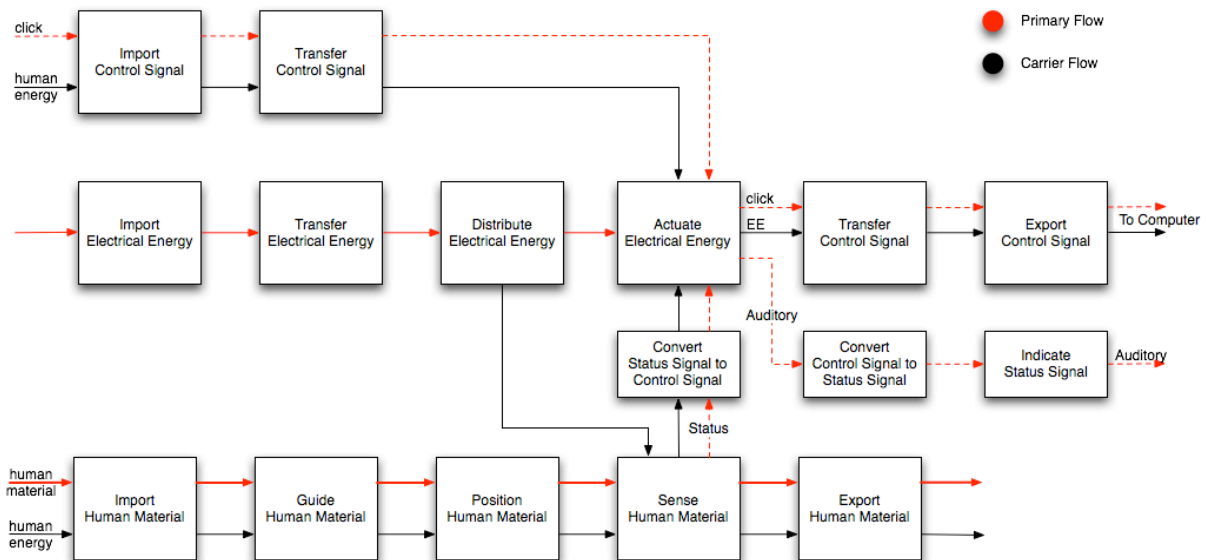 Primary Flow
Carrier Flow
click
human
energy
Import
Control Signal
Transfer
Control Signal
Import
Electrical Energy
Transfer
Electrical Energy
Distribute
Electrical Energy
Actuate
Electrical Energy
click
EE
Transfer
Control Signal
Export
Control Signal
To Computer
Auditory
Convert
Status Signal to
Control Signal
Convert
Control Signal to
Status Signal
Indicate
Status Signal
Auditory
Status
human
material
human
energy
Import
Human Material
Guide
Human Material
Position
Human Material
Sense
Human Material
Export
Human Material